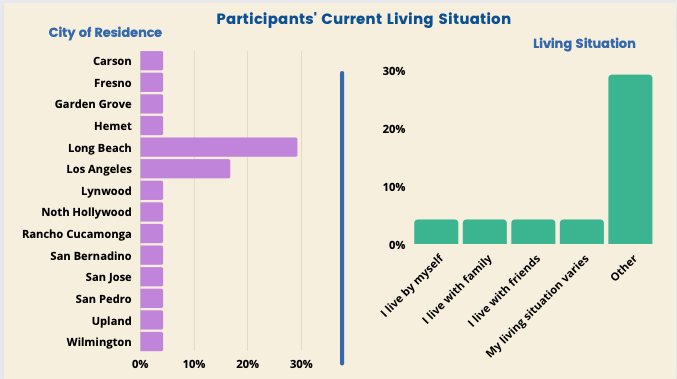 Participants' Current Living Situation
City of Residence
Carson
Fresno
Garden Grove
Hemet
Long Beach
Los Angeles
Lynwood
Noth Hollywood
Rancho Cucamonga
San Bernadino
San Jose
San Pedro
Upland
Wilmington
0% 10% 20% 30%
Living Situation
30%
20%
10%
0%
I live by myself
I live with family
I live with friends
My living situation varies
Other